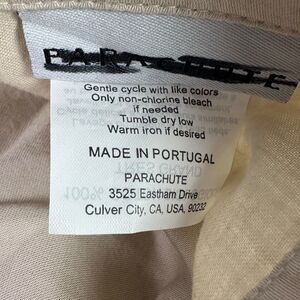 PARACHUTE
Gentle cycle with like colors
Only non-chlorine bleach
if needed
Tumble dry low
Warm iron if desired
MADE IN PORTUGAL
PARACHUTE
3525 Eastham Drive
Culver City, CA, USA, 90232